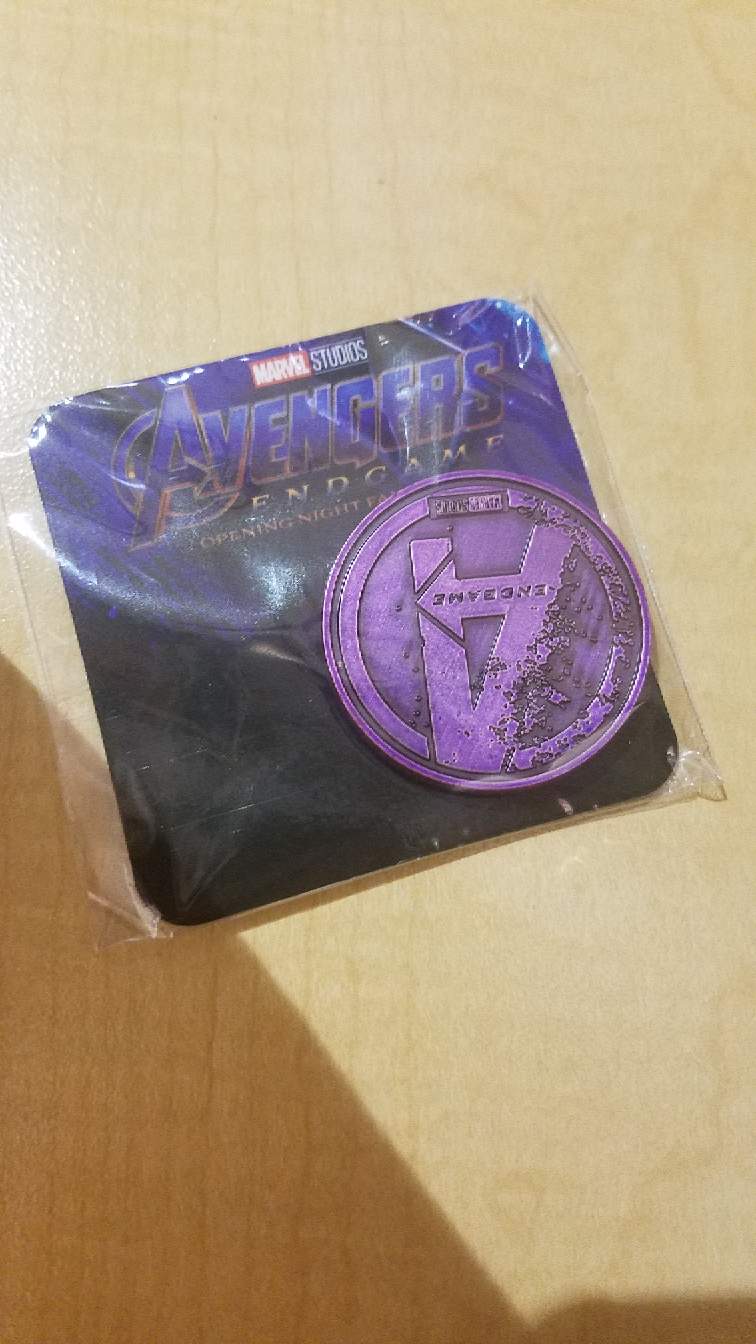 MARVEL STUDIOS
AVENGERS
ENDGAME
OPENING NIGHT
ENDGAME